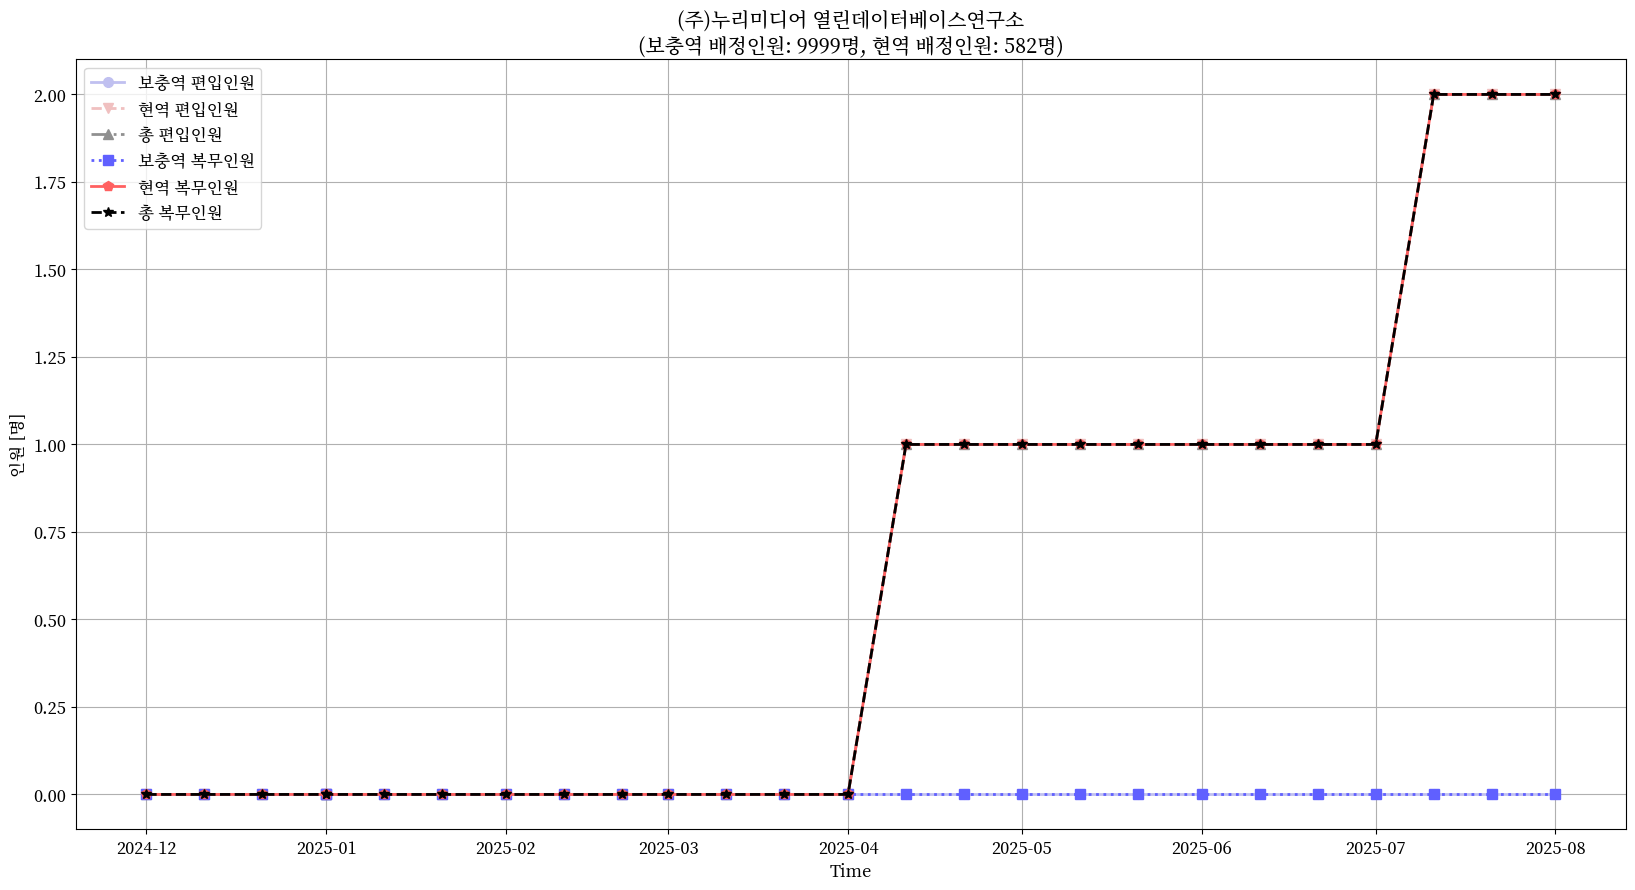 (주)누리미디어 열린데이터베이스연구소
(보충역 배정인원: 9999명, 현역 배정인원: 582명)
보충역 편입인원
현역 편입인원
총 편입인원
보충역 복무인원
현역 복무인원
총 복무인원
2.00
1.75
1.50
1.25
1.00
0.75
0.50
0.25
0.00
인원 [명]
2024-12 2025-01 2025-02 2025-03 2025-04 2025-05 2025-06 2025-07 2025-08
Time